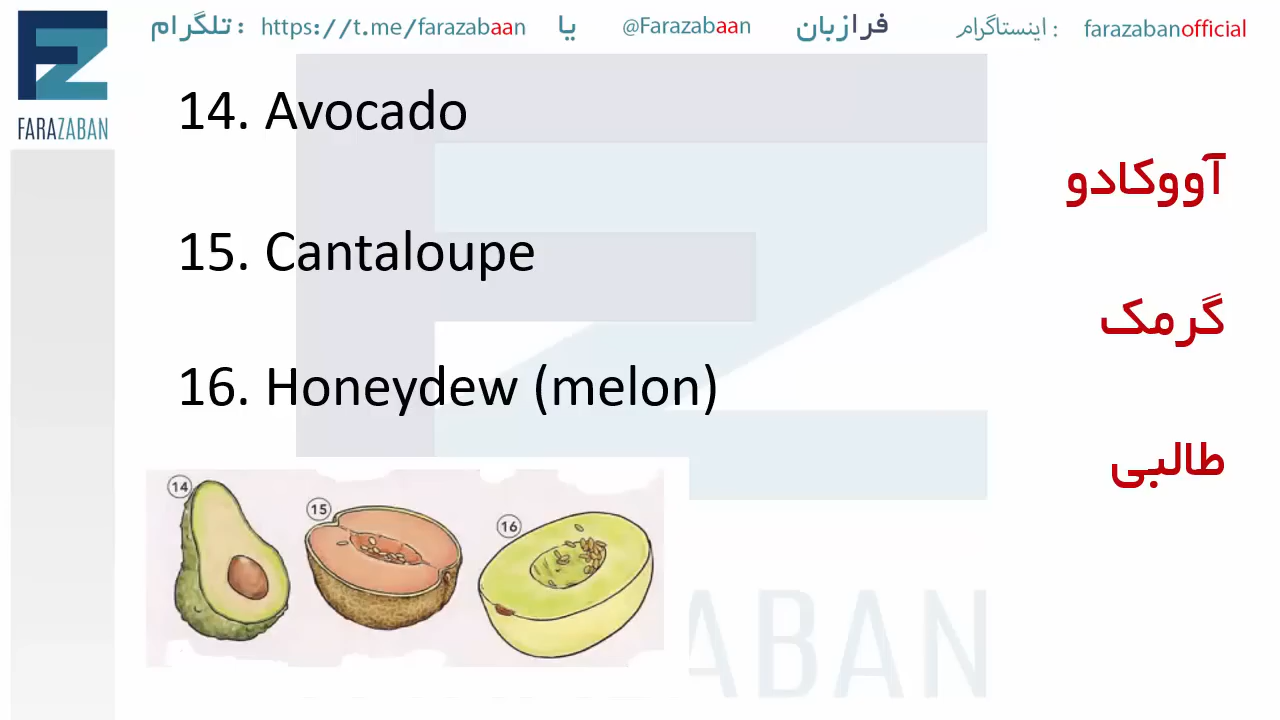 تلگرام : https://t.me/farazabaan یا @Farazabaan فرازبان اینستاگرام : farazabanofficial
FZ
FARAZABAN
14. Avocado
آووکادو
15. Cantaloupe
گرمک
16. Honeydew (melon)
طالبی
14 15 16
ABAN